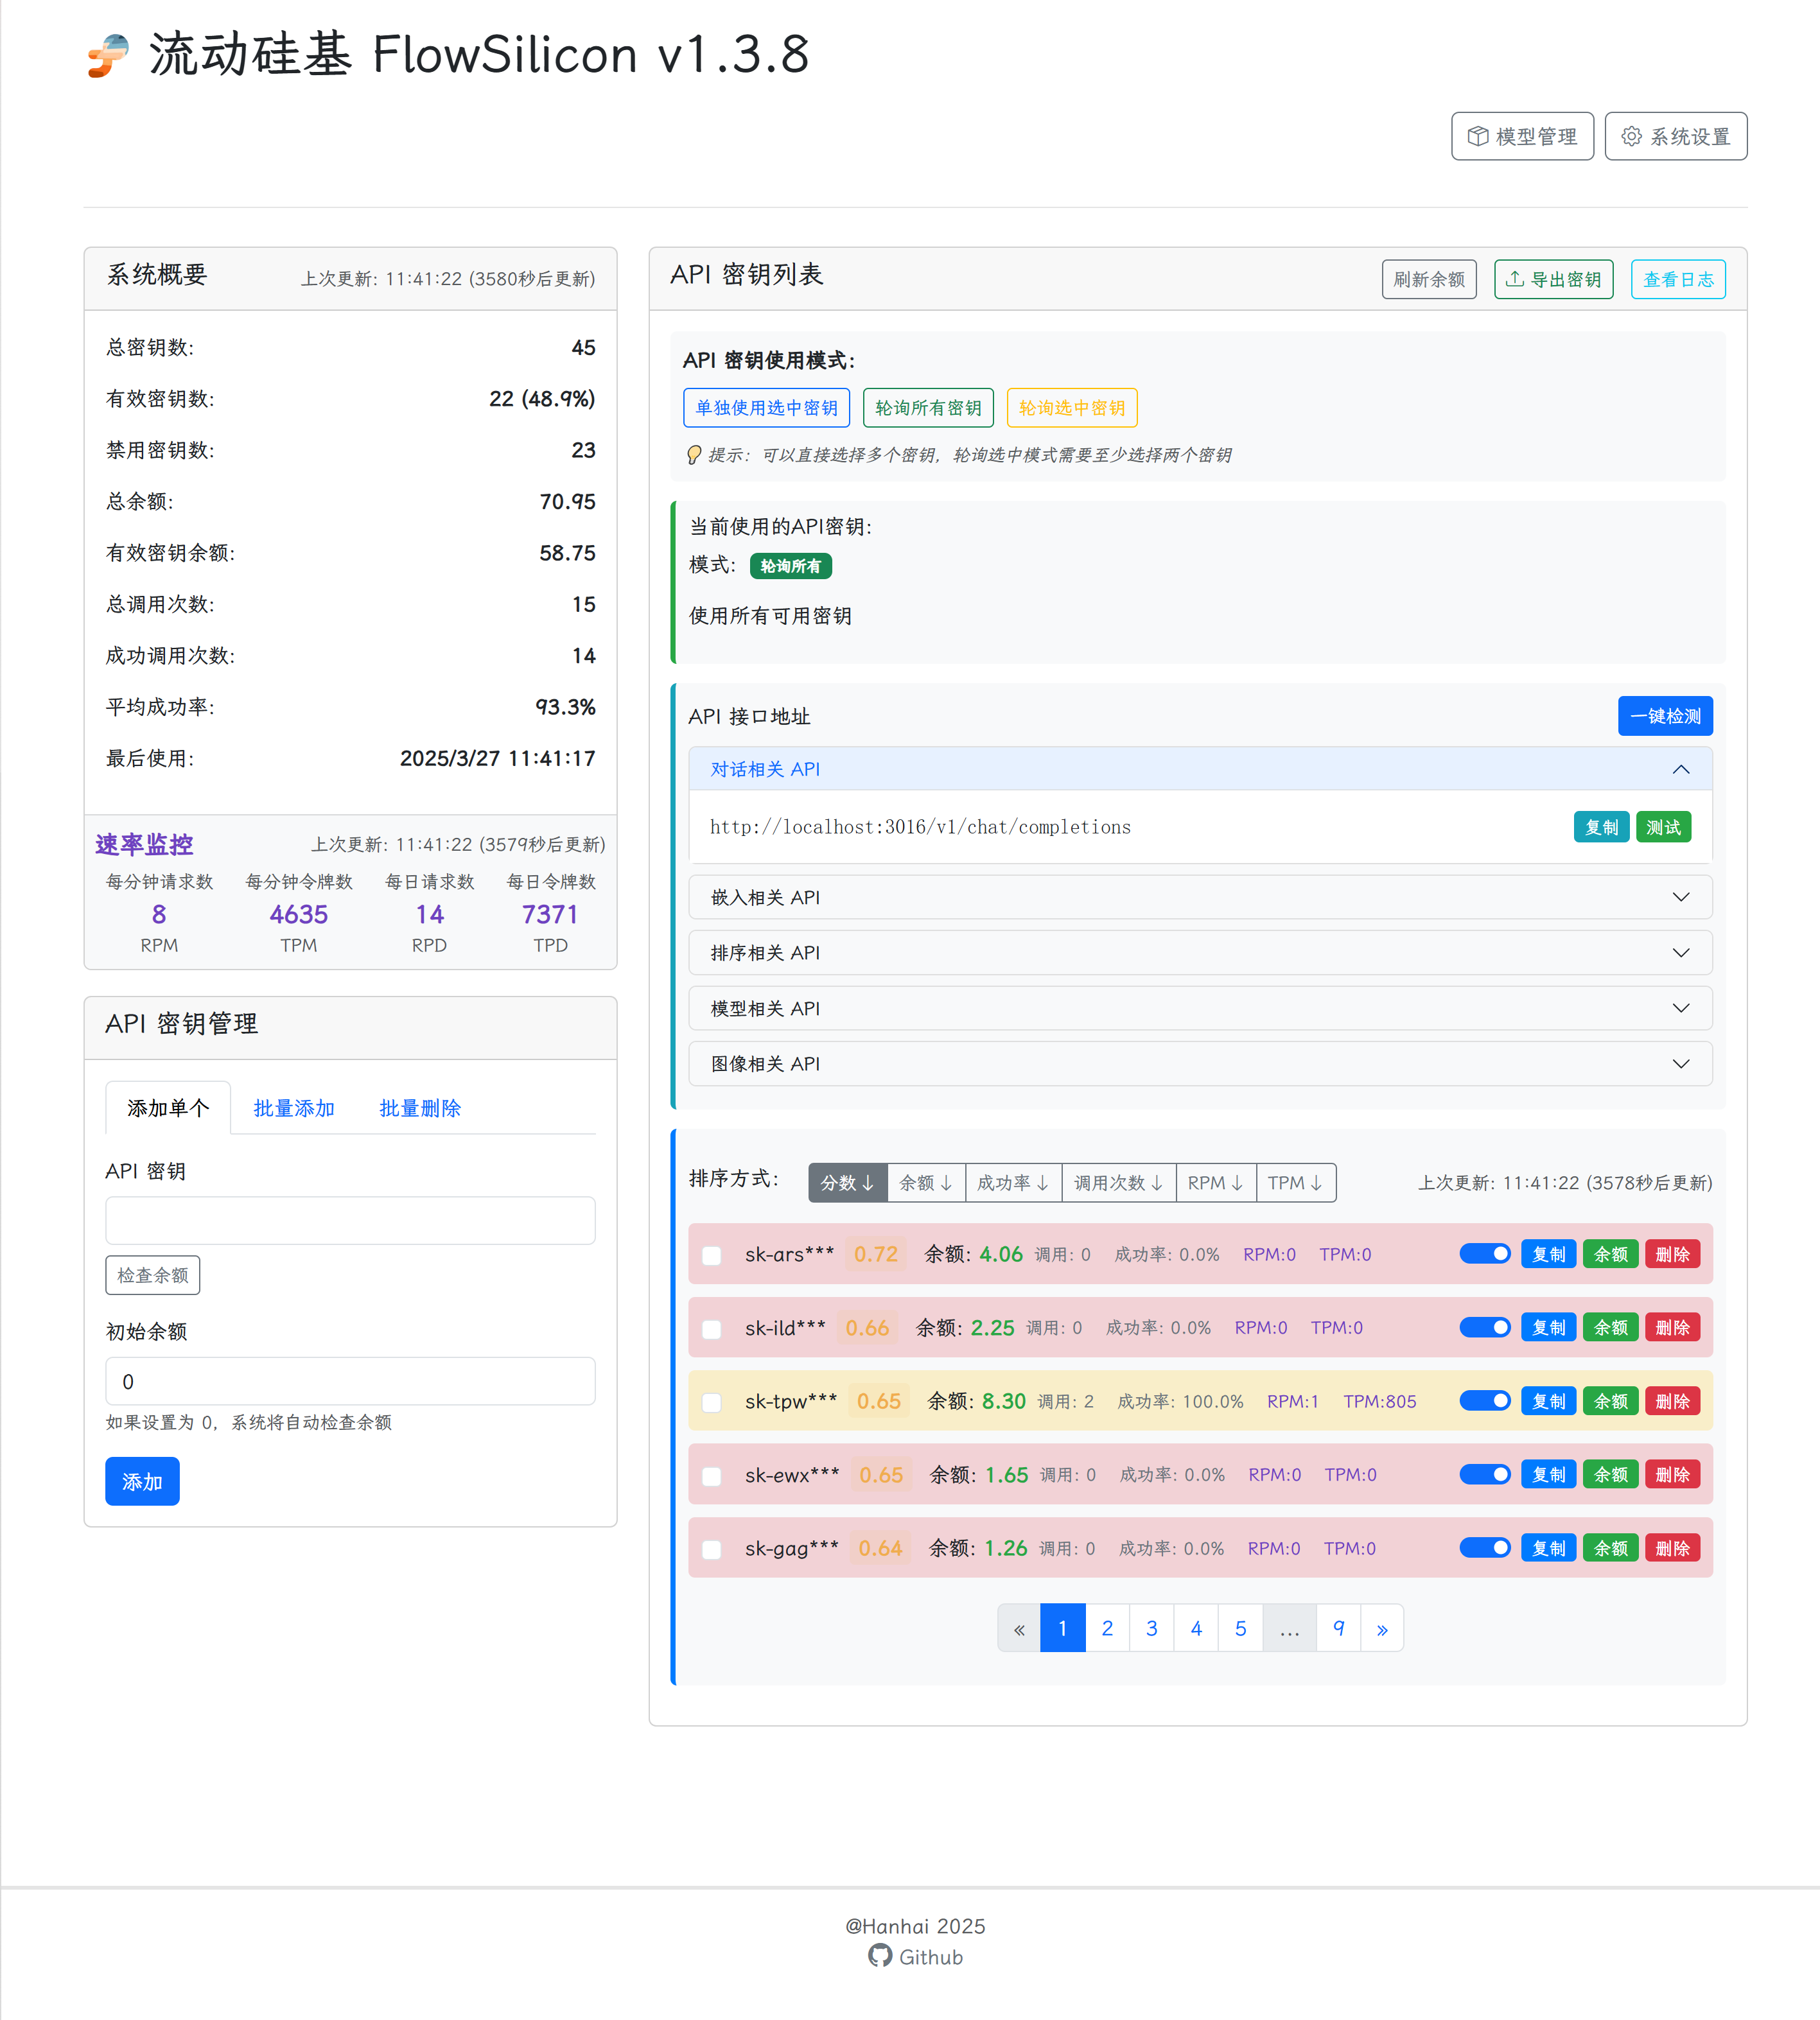 流动硅基 FlowSilicon v1.3.8
模型管理 系统设置
系统概要 上次更新: 11:41:22 (3580秒后更新)
总密钥数: 45
有效密钥数: 22 (48.9%)
禁用密钥数: 23
总余额: 70.95
有效密钥余额: 58.75
总调用次数: 15
成功调用次数: 14
平均成功率: 93.3%
最后使用: 2025/3/27 11:41:17
速率监控 上次更新: 11:41:22 (3579秒后更新)
每分钟请求数 每分钟令牌数 每日请求数 每日令牌数
8 4635 14 7371
RPM TPM RPD TPD
API 密钥管理
添加单个 批量添加 批量删除
API 密钥
检查余额
初始余额
0
如果设置为 0，系统将自动检查余额
添加
API 密钥列表 刷新余额 导出密钥 查看日志
API 密钥使用模式:
单独使用选中密钥 轮询所有密钥 轮询选中密钥
提示：可以直接选择多个密钥，轮询选中模式需要至少选择两个密钥
当前使用的API密钥:
模式: 轮询所有
使用所有可用密钥
API 接口地址 一键检测
对话相关 API
http://localhost:3016/v1/chat/completions 复制 测试
嵌入相关 API
排序相关 API
模型相关 API
图像相关 API
排序方式: 分数↓ 余额↓ 成功率↓ 调用次数↓ RPM↓ TPM↓ 上次更新: 11:41:22 (3578秒后更新)
sk-ars*** 0.72 余额: 4.06 调用: 0 成功率: 0.0% RPM:0 TPM:0 复制 余额 删除
sk-ild*** 0.66 余额: 2.25 调用: 0 成功率: 0.0% RPM:0 TPM:0 复制 余额 删除
sk-tpw*** 0.65 余额: 8.30 调用: 2 成功率: 100.0% RPM:1 TPM:805 复制 余额 删除
sk-ewx*** 0.65 余额: 1.65 调用: 0 成功率: 0.0% RPM:0 TPM:0 复制 余额 删除
sk-gag*** 0.64 余额: 1.26 调用: 0 成功率: 0.0% RPM:0 TPM:0 复制 余额 删除
« 1 2 3 4 5 ... 9 »
@Hanhai 2025
Github